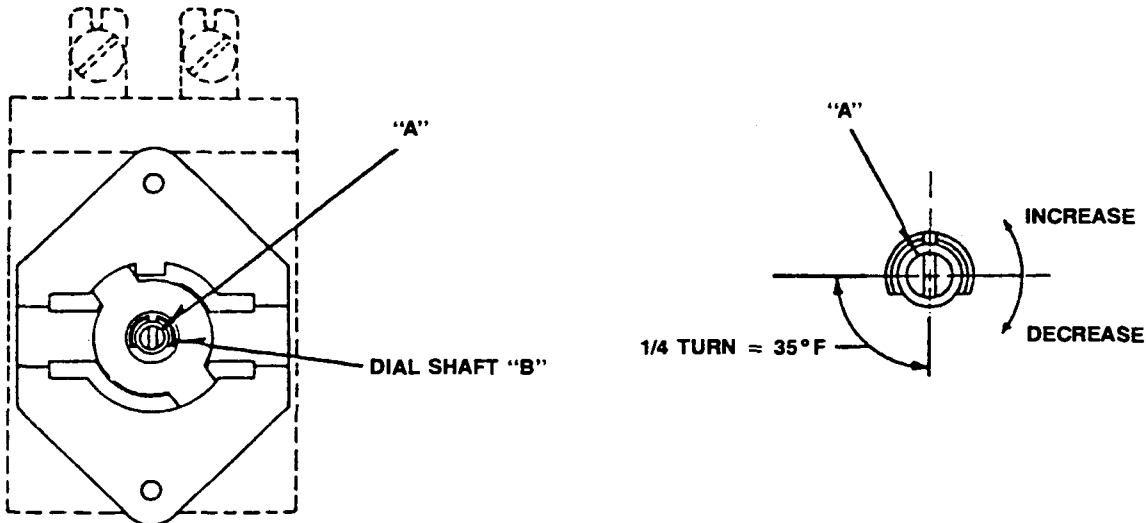 “A”
DIAL SHAFT “B”
“A”
INCREASE
DECREASE
1/4 TURN = 35°F